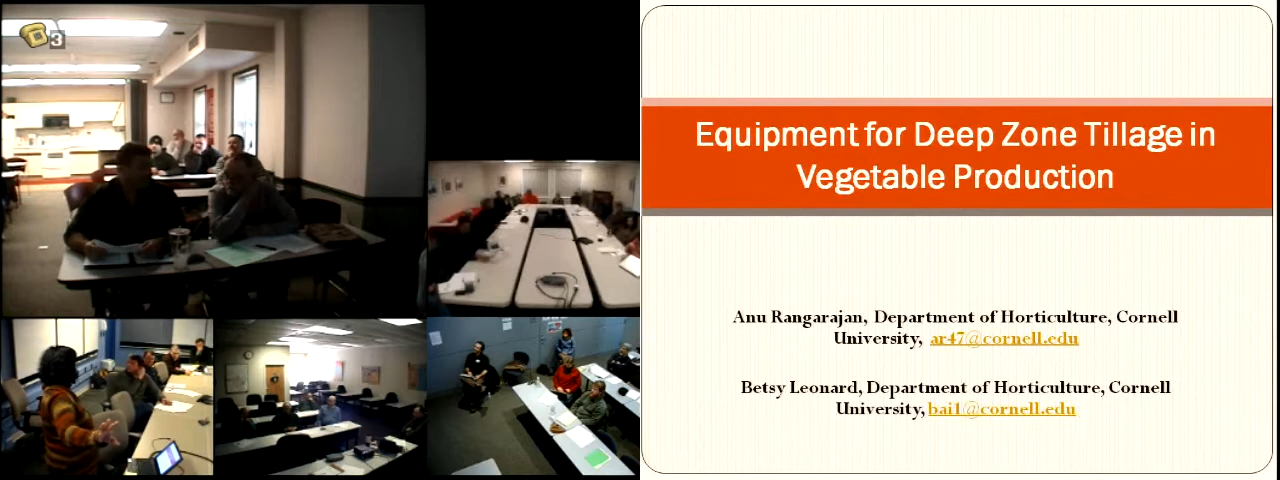 3
Equipment for Deep Zone Tillage in
Vegetable Production
Anu Rangarajan, Department of Horticulture, Cornell
University, ar47@cornell.edu
Betsy Leonard, Department of Horticulture, Cornell
University, bai1@cornell.edu